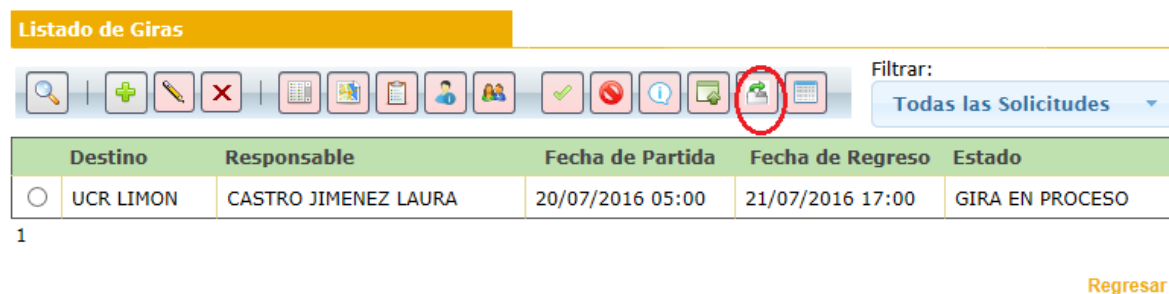 Listado de Giras
Filtrar:
Todas las Solicitudes
Destino Responsable Fecha de Partida Fecha de Regreso Estado
UCR LIMON CASTRO JIMENEZ LAURA 20/07/2016 05:00 21/07/2016 17:00 GIRA EN PROCESO
1
Regresar